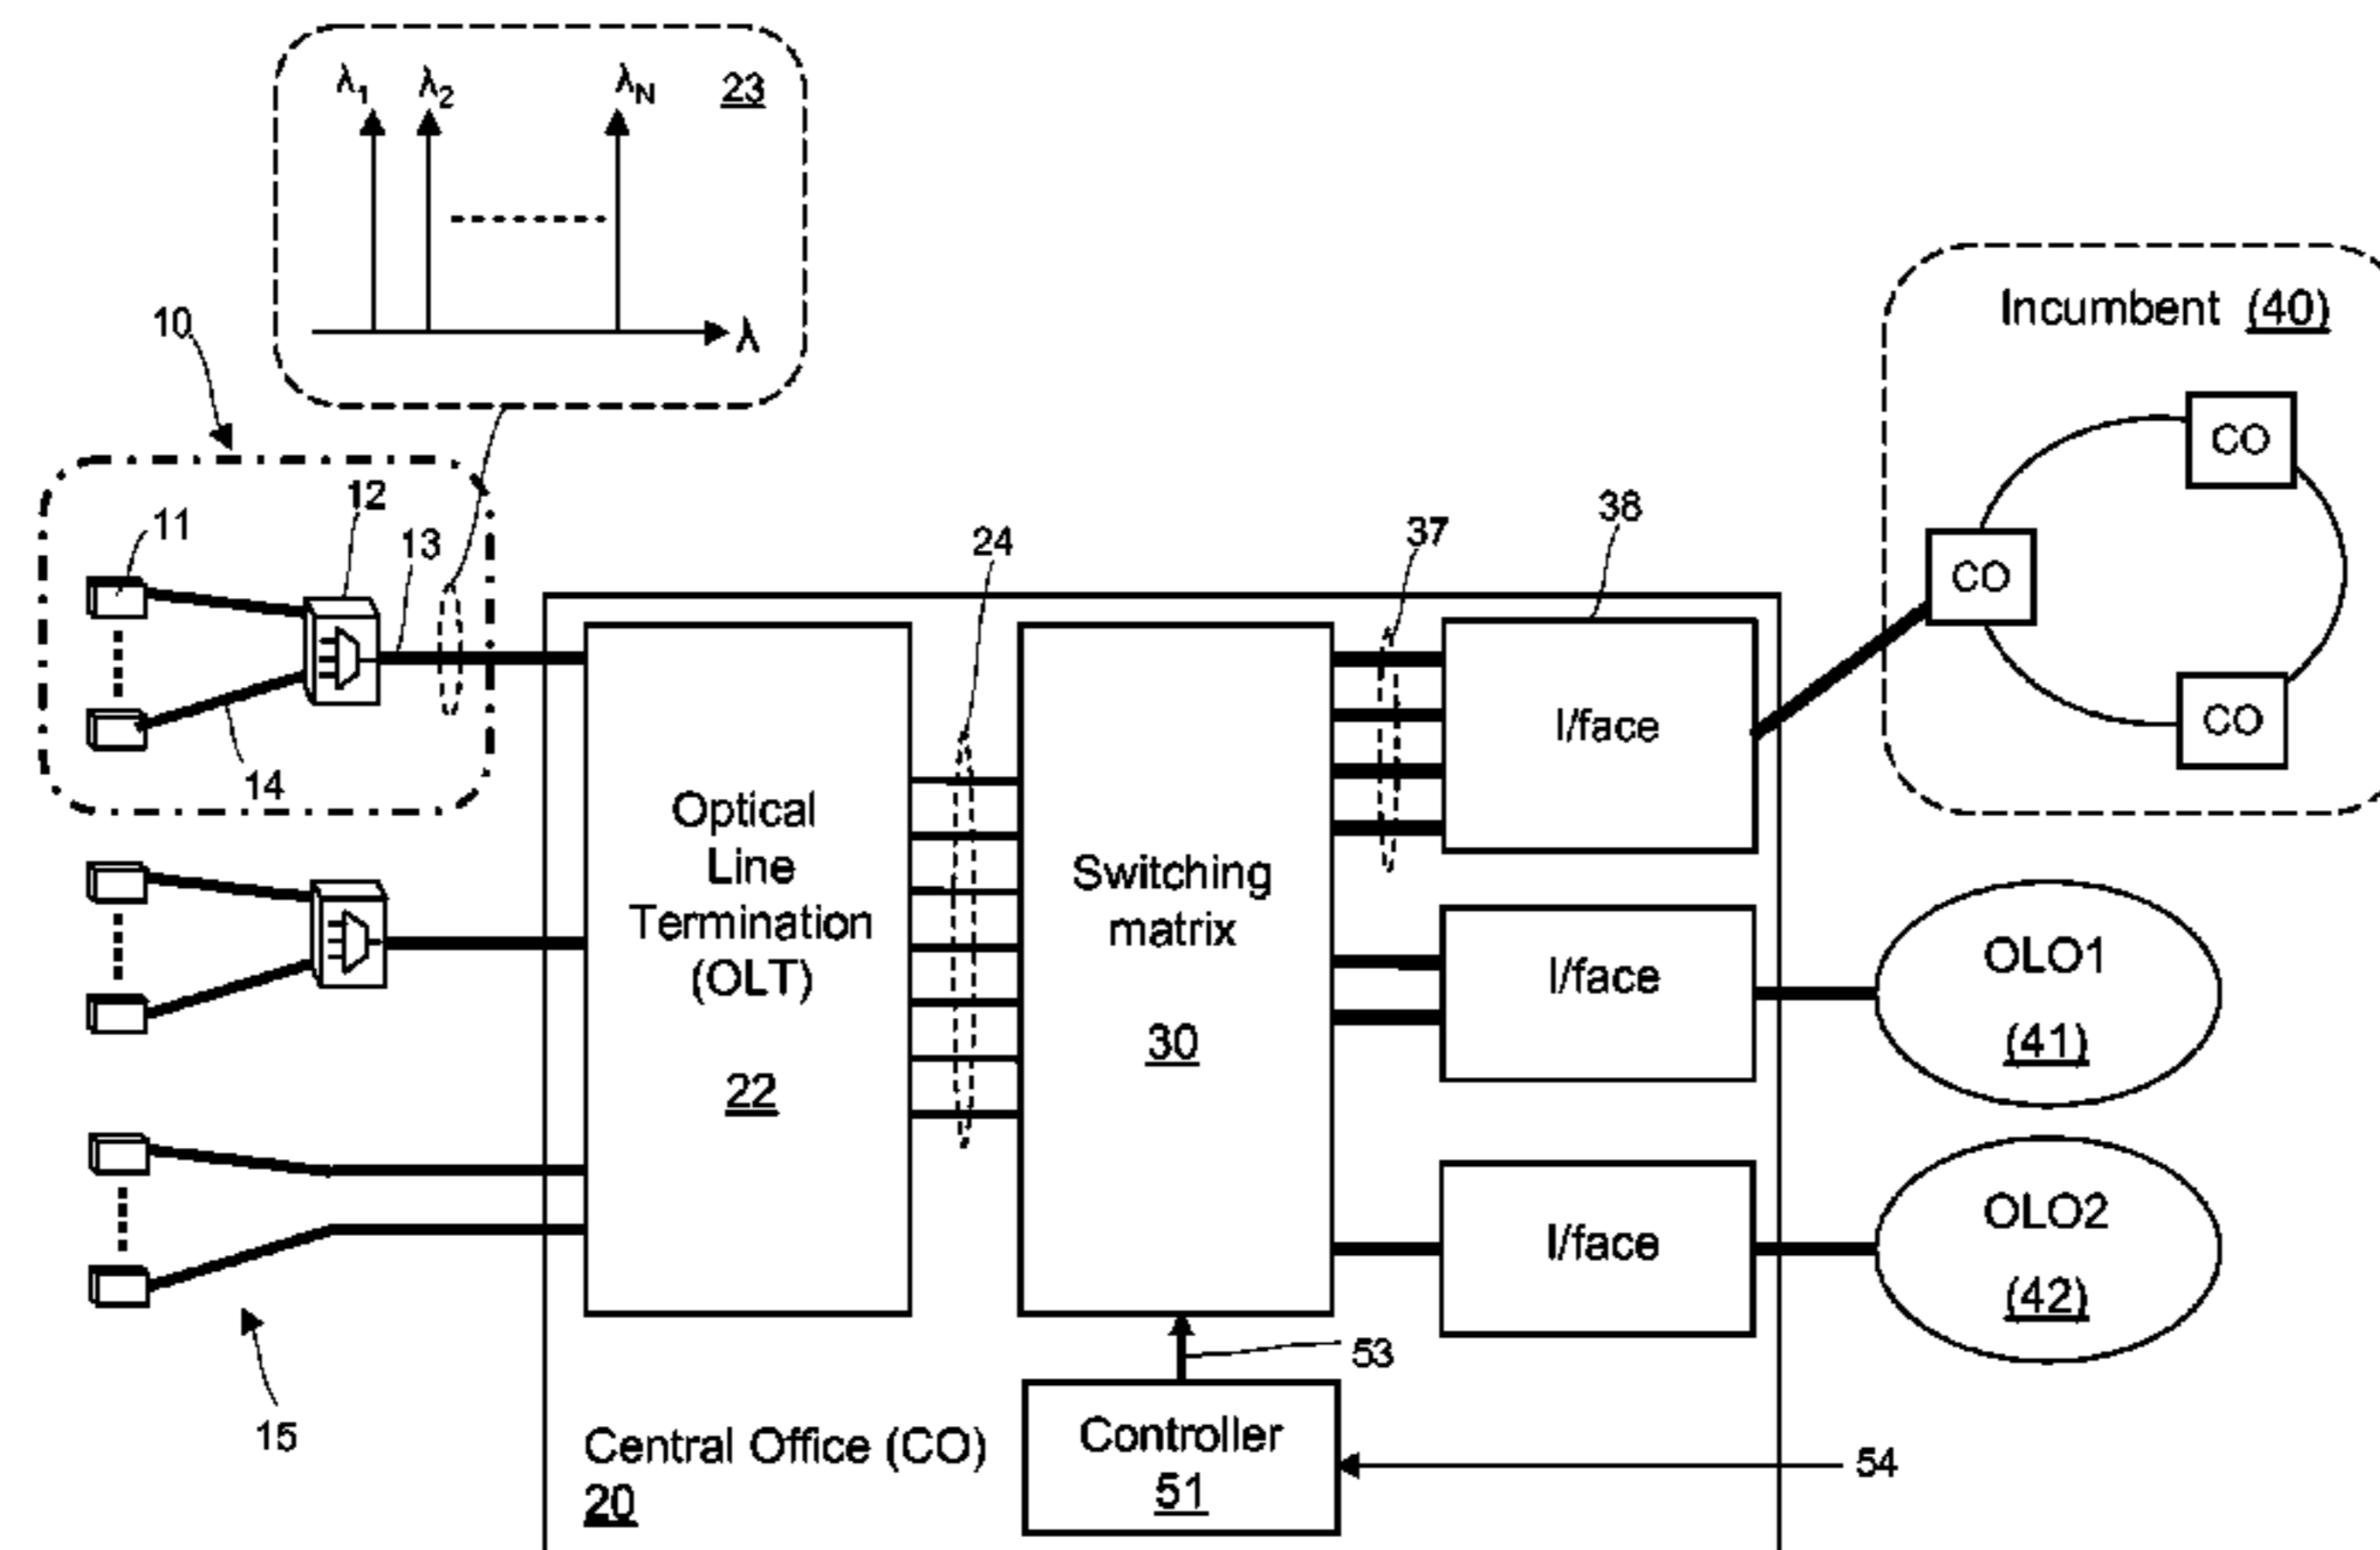 λ1 λ2 λN 23
λ
10
Incumbent (40)
CO
CO
CO
11
12
13
14
24
37
38
Optical
Line
Termination
(OLT)
22
Switching
matrix
30
I/face
I/face
I/face
OLO1
(41)
OLO2
(42)
15
53
Central Office (CO)
20
Controller
51
54